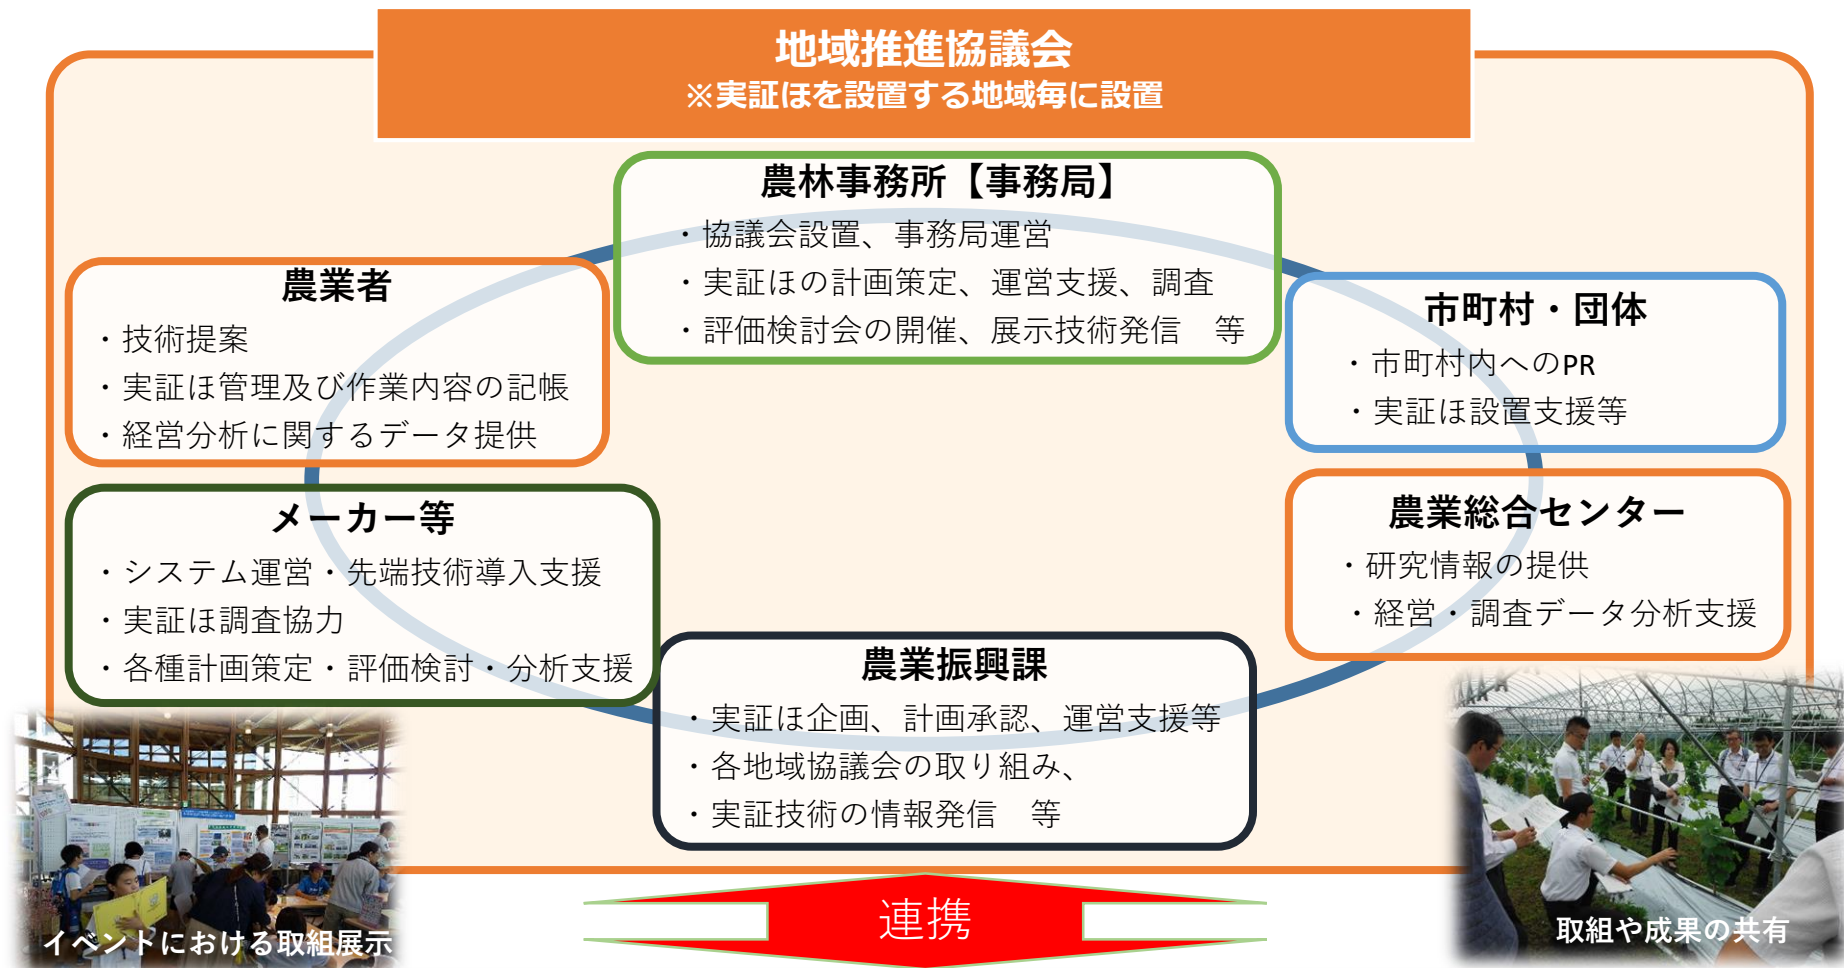 地域推進協議会
※実証ほを設置する地域毎に設置
農林事務所【事務局】
・協議会設置、事務局運営
・実証ほの計画策定、運営支援、調査
・評価検討会の開催、展示技術発信　等
農業者
・技術提案
・実証ほ管理及び作業内容の記帳
・経営分析に関するデータ提供
市町村・団体
・市町村内へのPR
・実証ほ設置支援等
メーカー等
・システム運営・先端技術導入支援
・実証ほ調査協力
・各種計画策定・評価検討・分析支援
農業総合センター
・研究情報の提供
・経営・調査データ分析支援
農業振興課
・実証ほ企画、計画承認、運営支援等
・各地域協議会の取り組み、
・実証技術の情報発信　等
連携
イベントにおける取組展示
取組や成果の共有